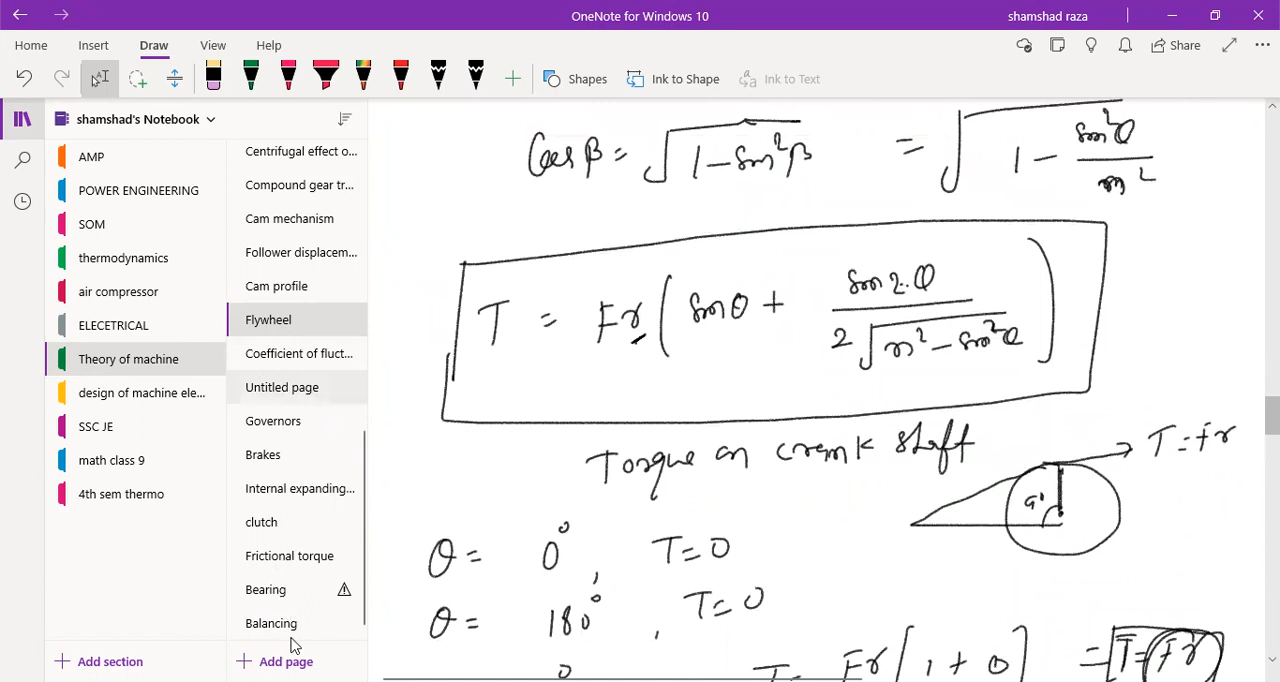 OneNote for Windows 10
shamshad raza
Home Insert Draw View Help
Share
Shapes Ink to Shape Ink to Text
shamshad's Notebook
AMP
POWER ENGINEERING
SOM
thermodynamics
air compressor
ELECETRICAL
Theory of machine
design of machine ele...
SSC JE
math class 9
4th sem thermo
Add section
Centrifugal effect o...
Compound gear tr...
Cam mechanism
Follower displacem...
Cam profile
Flywheel
Coefficient of fluct...
Untitled page
Governors
Brakes
Internal expanding...
clutch
Frictional torque
Bearing
Balancing
Add page
Cos β = √(1 - Sin²β) = √(1 - Sin²θ / n²)
T = Fr ( Sin θ + Sin 2.θ / 2√(n² - Sin²θ) )
Torque on crank shaft
T = Fr
θ = 0°, T = 0
θ = 180°, T = 0
T = Fr [1 + 0] = T = Fr